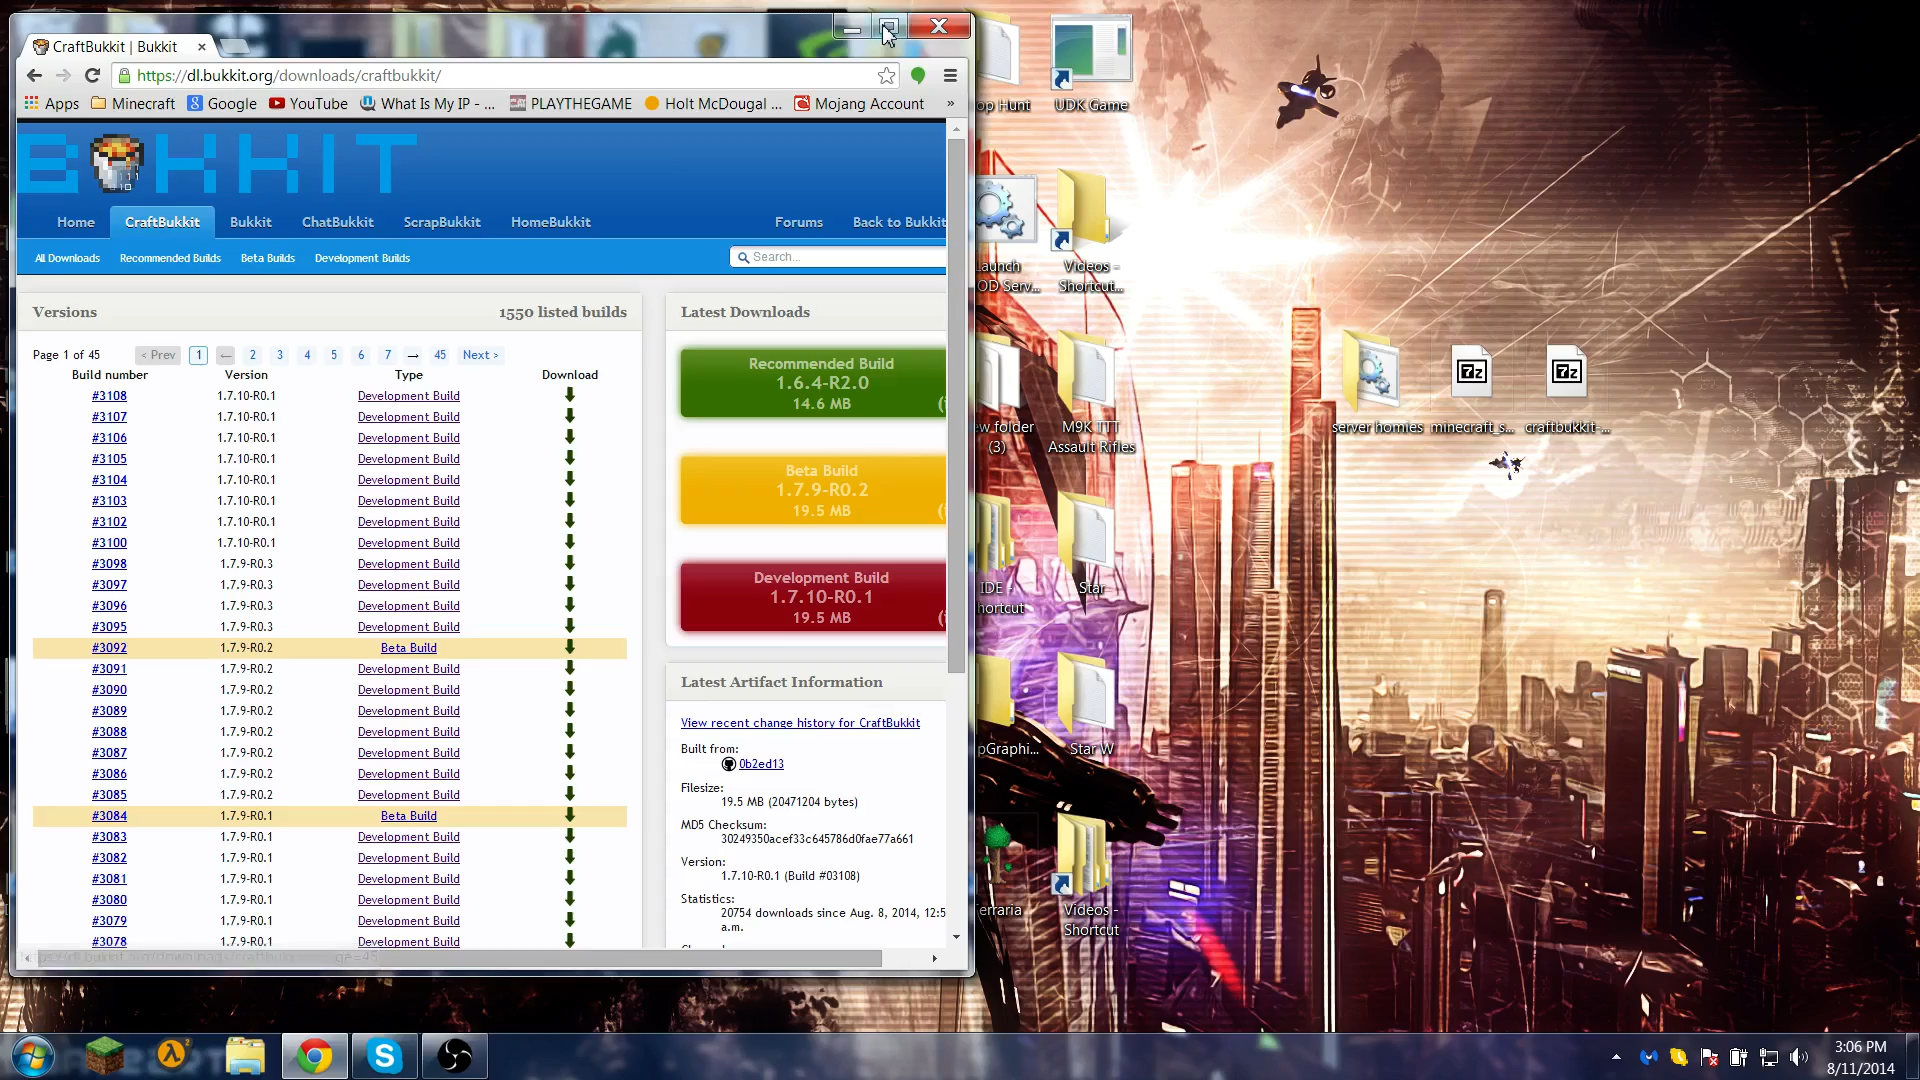 CraftBukkit | Bukkit
https://dl.bukkit.org/downloads/craftbukkit/
Apps Minecraft Google YouTube What Is My IP - ... PLAYTHEGAME Holt McDougal ... Mojang Account »
BUKKIT
Home CraftBukkit Bukkit ChatBukkit ScrapBukkit HomeBukkit Forums Back to Bukkit
All Downloads Recommended Builds Beta Builds Development Builds Search...
Versions 1550 listed builds
Page 1 of 45 < Prev 1 ← 2 3 4 5 6 7 → 45 Next >
Build number Version Type Download
#3108 1.7.10-R0.1 Development Build
#3107 1.7.10-R0.1 Development Build
#3106 1.7.10-R0.1 Development Build
#3105 1.7.10-R0.1 Development Build
#3104 1.7.10-R0.1 Development Build
#3103 1.7.10-R0.1 Development Build
#3102 1.7.10-R0.1 Development Build
#3100 1.7.10-R0.1 Development Build
#3098 1.7.9-R0.3 Development Build
#3097 1.7.9-R0.3 Development Build
#3096 1.7.9-R0.3 Development Build
#3095 1.7.9-R0.3 Development Build
#3092 1.7.9-R0.2 Beta Build
#3091 1.7.9-R0.2 Development Build
#3090 1.7.9-R0.2 Development Build
#3089 1.7.9-R0.2 Development Build
#3088 1.7.9-R0.2 Development Build
#3087 1.7.9-R0.2 Development Build
#3086 1.7.9-R0.2 Development Build
#3085 1.7.9-R0.2 Development Build
#3084 1.7.9-R0.1 Beta Build
#3083 1.7.9-R0.1 Development Build
#3082 1.7.9-R0.1 Development Build
#3081 1.7.9-R0.1 Development Build
#3080 1.7.9-R0.1 Development Build
#3079 1.7.9-R0.1 Development Build
#3078 1.7.9-R0.1 Development Build
Latest Downloads
Recommended Build
1.6.4-R2.0
14.6 MB
Beta Build
1.7.9-R0.2
19.5 MB
Development Build
1.7.10-R0.1
19.5 MB
Latest Artifact Information
View recent change history for CraftBukkit
Built from:
0b2ed13
Filesize:
19.5 MB (20471204 bytes)
MD5 Checksum:
30249350acef33c645786d0fae77a661
Version:
1.7.10-R0.1 (Build #03108)
Statistics:
20754 downloads since Aug. 8, 2014, 12:5
a.m.
op Hunt
UDK Game
Launch
OD Serv...
Videos -
Shortcut...
ew folder
(3)
M9K TTT
Assault Rifles
IDE -
hortcut
Star
pGraphi...
Star W
erraria
Videos -
Shortcut
server homies
minecraft_s...
craftbukkit-...
7z
7z
3:06 PM
8/11/2014